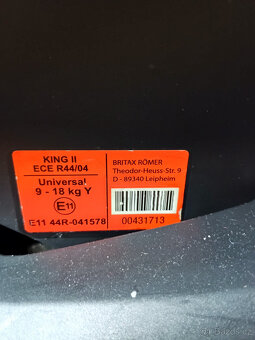 KING II
ECE R44/04
Universal
9 - 18 kg Y
E11
E11 44R-041578
BRITAX RÖMER
Theodor-Heuss-Str. 9
D - 89340 Leipheim
00431713